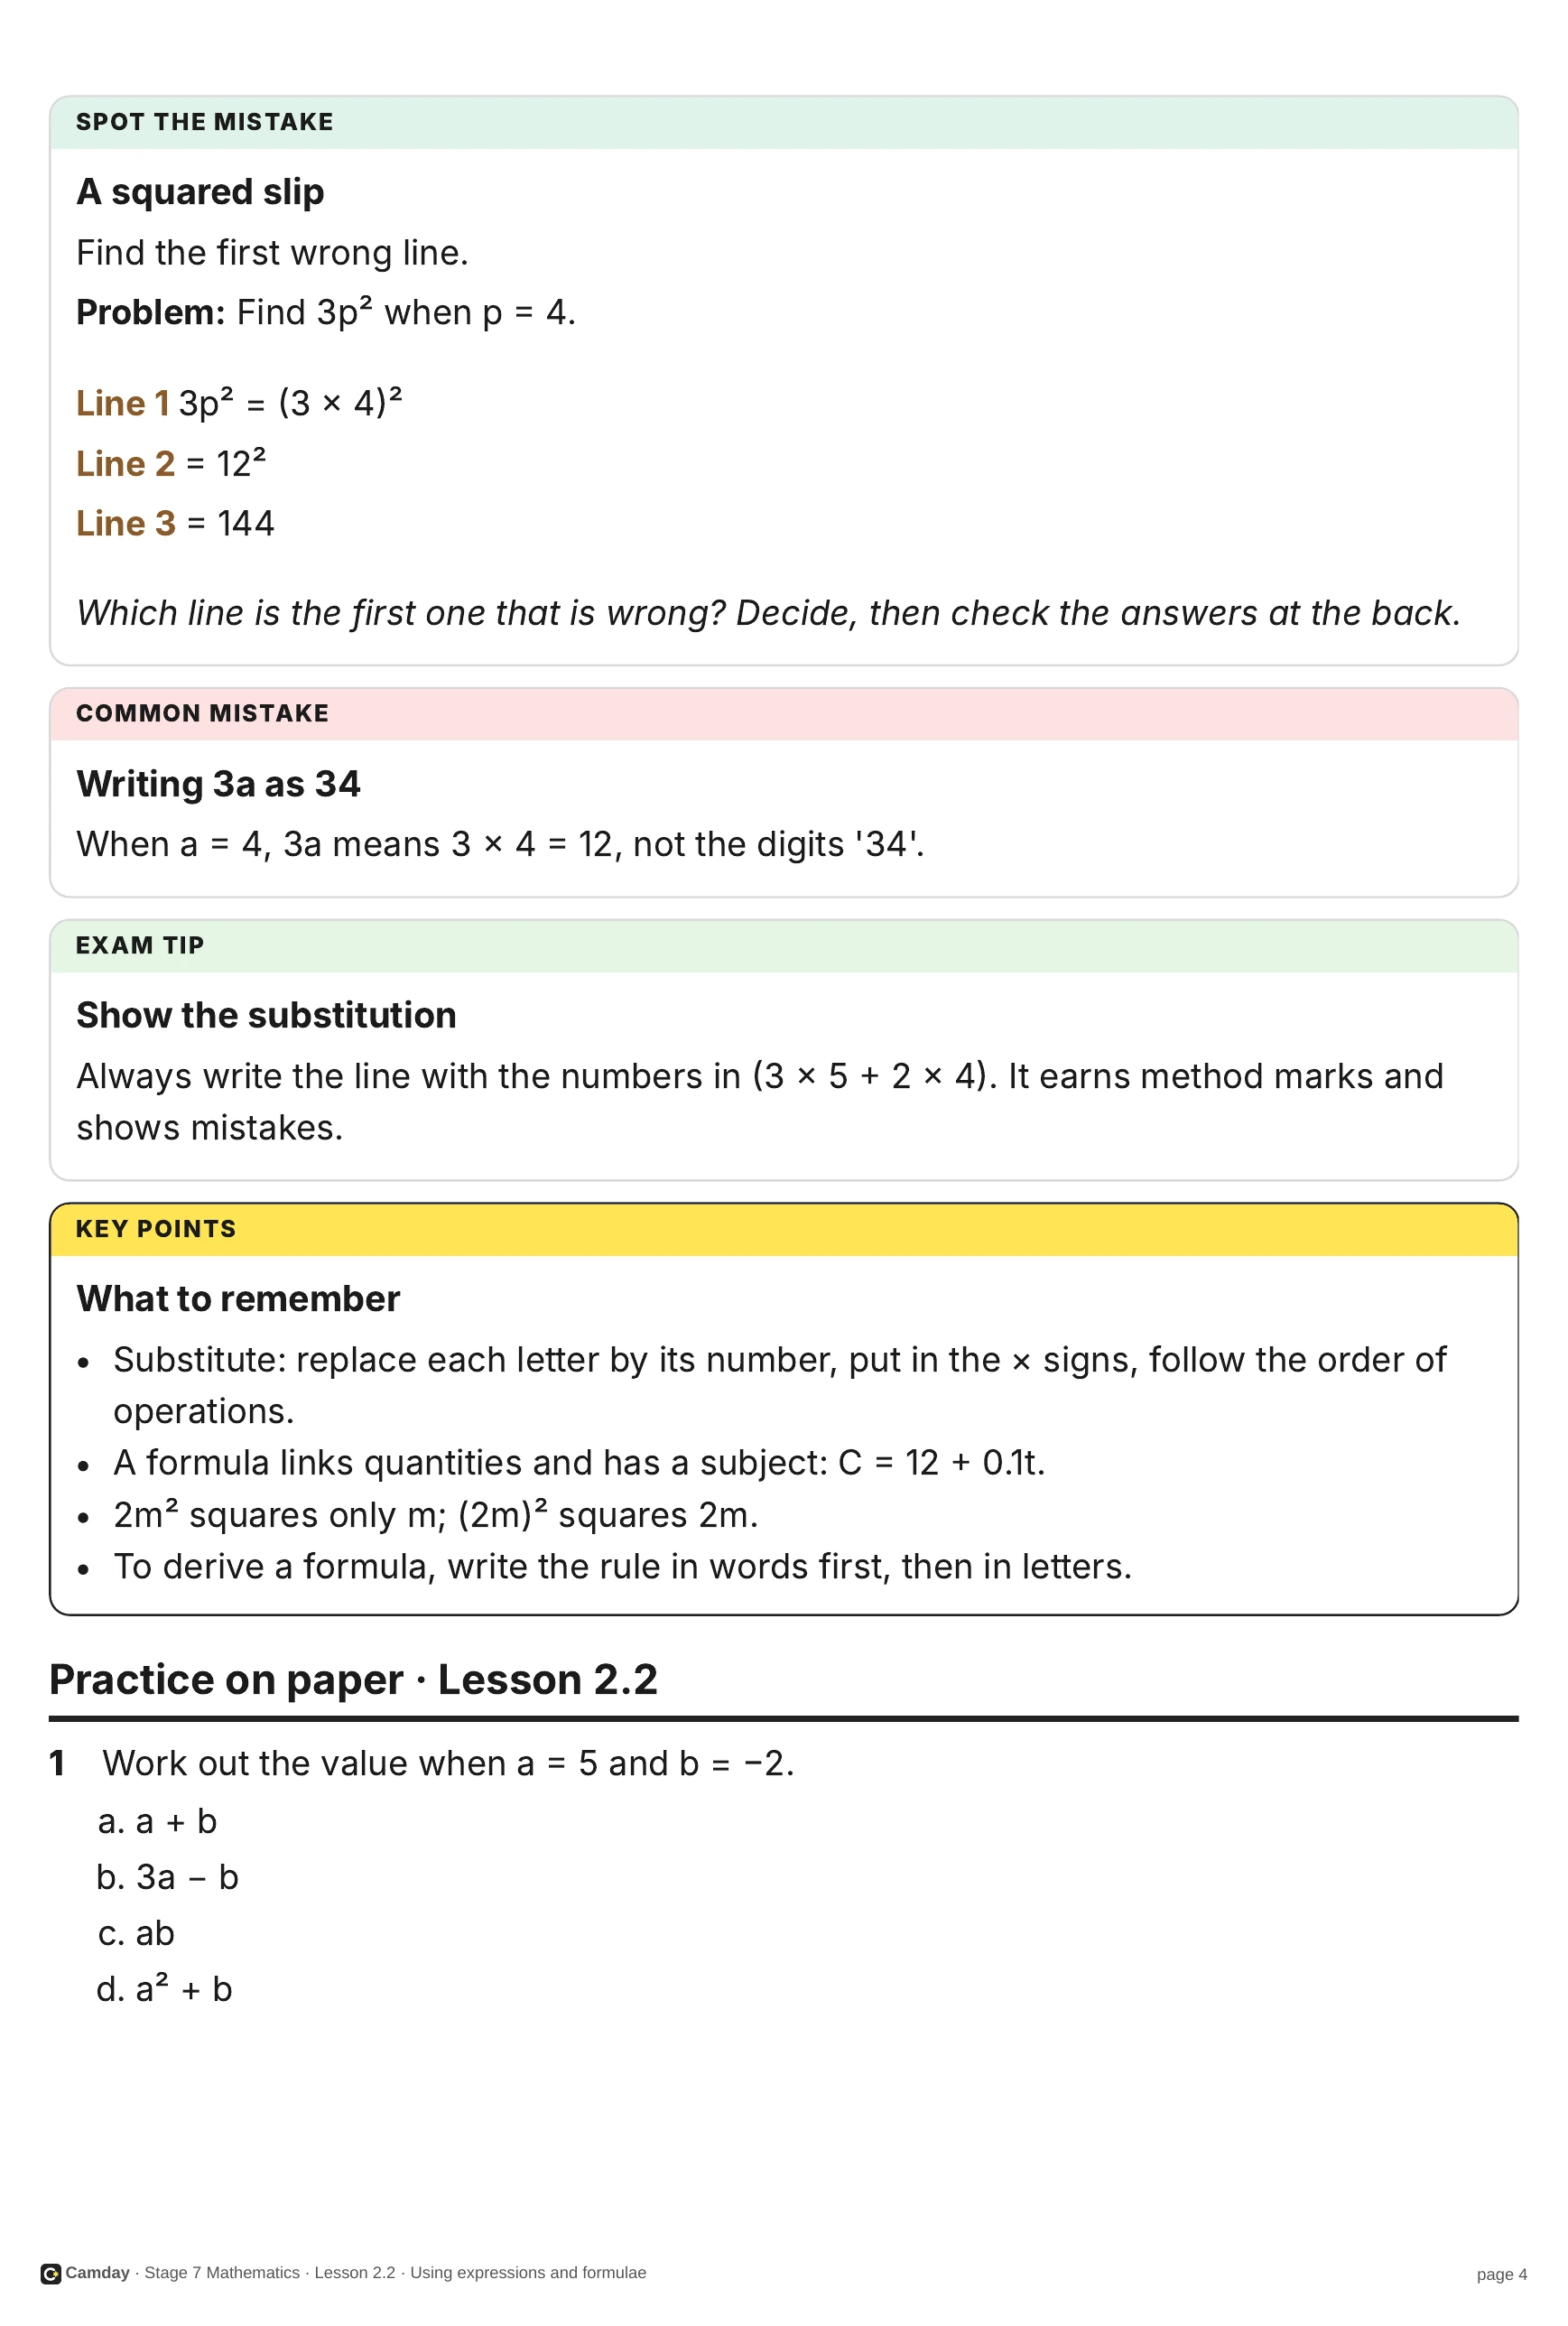 SPOT THE MISTAKE
A squared slip
Find the first wrong line.
Problem: Find 3p² when p = 4.
Line 1 3p² = (3 × 4)²
Line 2 = 12²
Line 3 = 144
Which line is the first one that is wrong? Decide, then check the answers at the back.
COMMON MISTAKE
Writing 3a as 34
When a = 4, 3a means 3 × 4 = 12, not the digits '34'.
EXAM TIP
Show the substitution
Always write the line with the numbers in (3 × 5 + 2 × 4). It earns method marks and
shows mistakes.
KEY POINTS
What to remember
• Substitute: replace each letter by its number, put in the × signs, follow the order of
operations.
• A formula links quantities and has a subject: C = 12 + 0.1t.
• 2m² squares only m; (2m)² squares 2m.
• To derive a formula, write the rule in words first, then in letters.
Practice on paper · Lesson 2.2
1 Work out the value when a = 5 and b = −2.
a. a + b
b. 3a − b
c. ab
d. a² + b
Camday · Stage 7 Mathematics · Lesson 2.2 · Using expressions and formulae
page 4